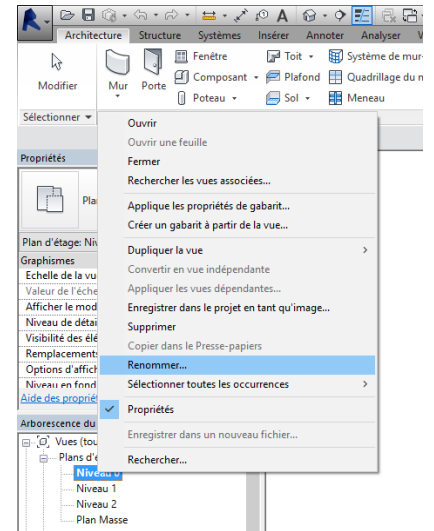 Architecture Structure Systèmes Insérer Annoter Analyser
Modifier
Mur
Porte
Fenêtre
Composant
Poteau
Toit
Plafond
Sol
Système de mur-
Quadrillage du
Meneau
Sélectionner
Ouvrir
Ouvrir une feuille
Fermer
Rechercher les vues associées...
Applique les propriétés de gabarit...
Créer un gabarit à partir de la vue...
Dupliquer la vue
Convertir en vue indépendante
Appliquer les vues dépendantes...
Enregistrer dans le projet en tant qu'image...
Supprimer
Copier dans le Presse-papiers
Renommer...
Sélectionner toutes les occurrences
Propriétés
Enregistrer dans un nouveau fichier...
Rechercher...
Propriétés
Pla
Plan d'étage: Niv
Graphismes
Echelle de la vu
Valeur de l'éche
Afficher le mod
Niveau de détai
Visibilité des élé
Remplacement
Options d'affich
Niveau en fond
Aide des propriét
Arborescence du
Vues (tou
Plans d'é
Niveau 0
Niveau 1
Niveau 2
Plan Masse